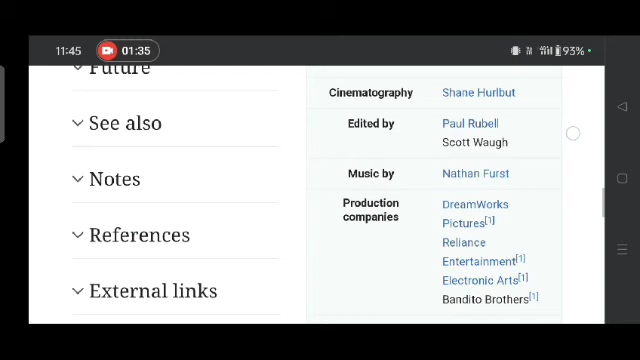 11:45
01:35
93%
Future
See also
Notes
References
External links
Cinematography
Shane Hurlbut
Edited by
Paul Rubell
Scott Waugh
Music by
Nathan Furst
Production
companies
DreamWorks
Pictures[1]
Reliance
Entertainment[1]
Electronic Arts[1]
Bandito Brothers[1]